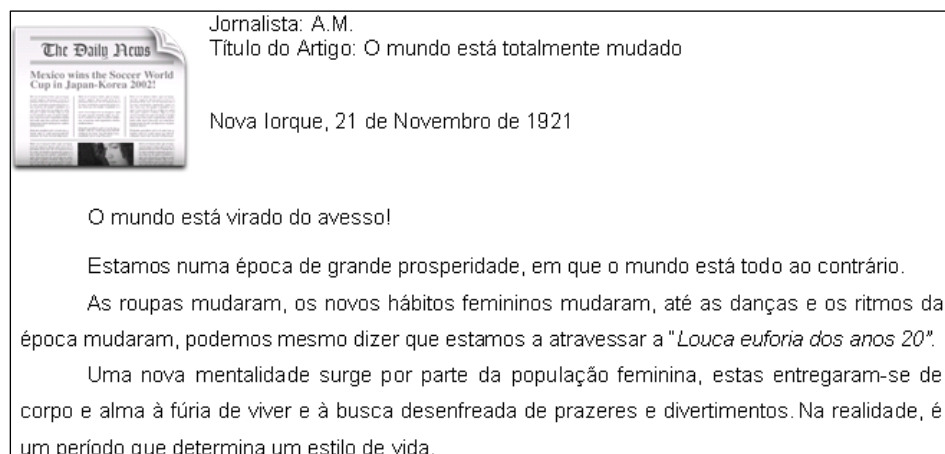 Jornalista: A.M.
Título do Artigo: O mundo está totalmente mudado
The Daily News
Mexico wins the Soccer World
Cup in Japan-Korea 2002!
Nova Iorque, 21 de Novembro de 1921
O mundo está virado do avesso!
Estamos numa época de grande prosperidade, em que o mundo está todo ao contrário.
As roupas mudaram, os novos hábitos femininos mudaram, até as danças e os ritmos da
época mudaram, podemos mesmo dizer que estamos a atravessar a "Louca euforia dos anos 20".
Uma nova mentalidade surge por parte da população feminina, estas entregaram-se de
corpo e alma à fúria de viver e à busca desenfreada de prazeres e divertimentos. Na realidade, é
um período que determina um estilo de vida.